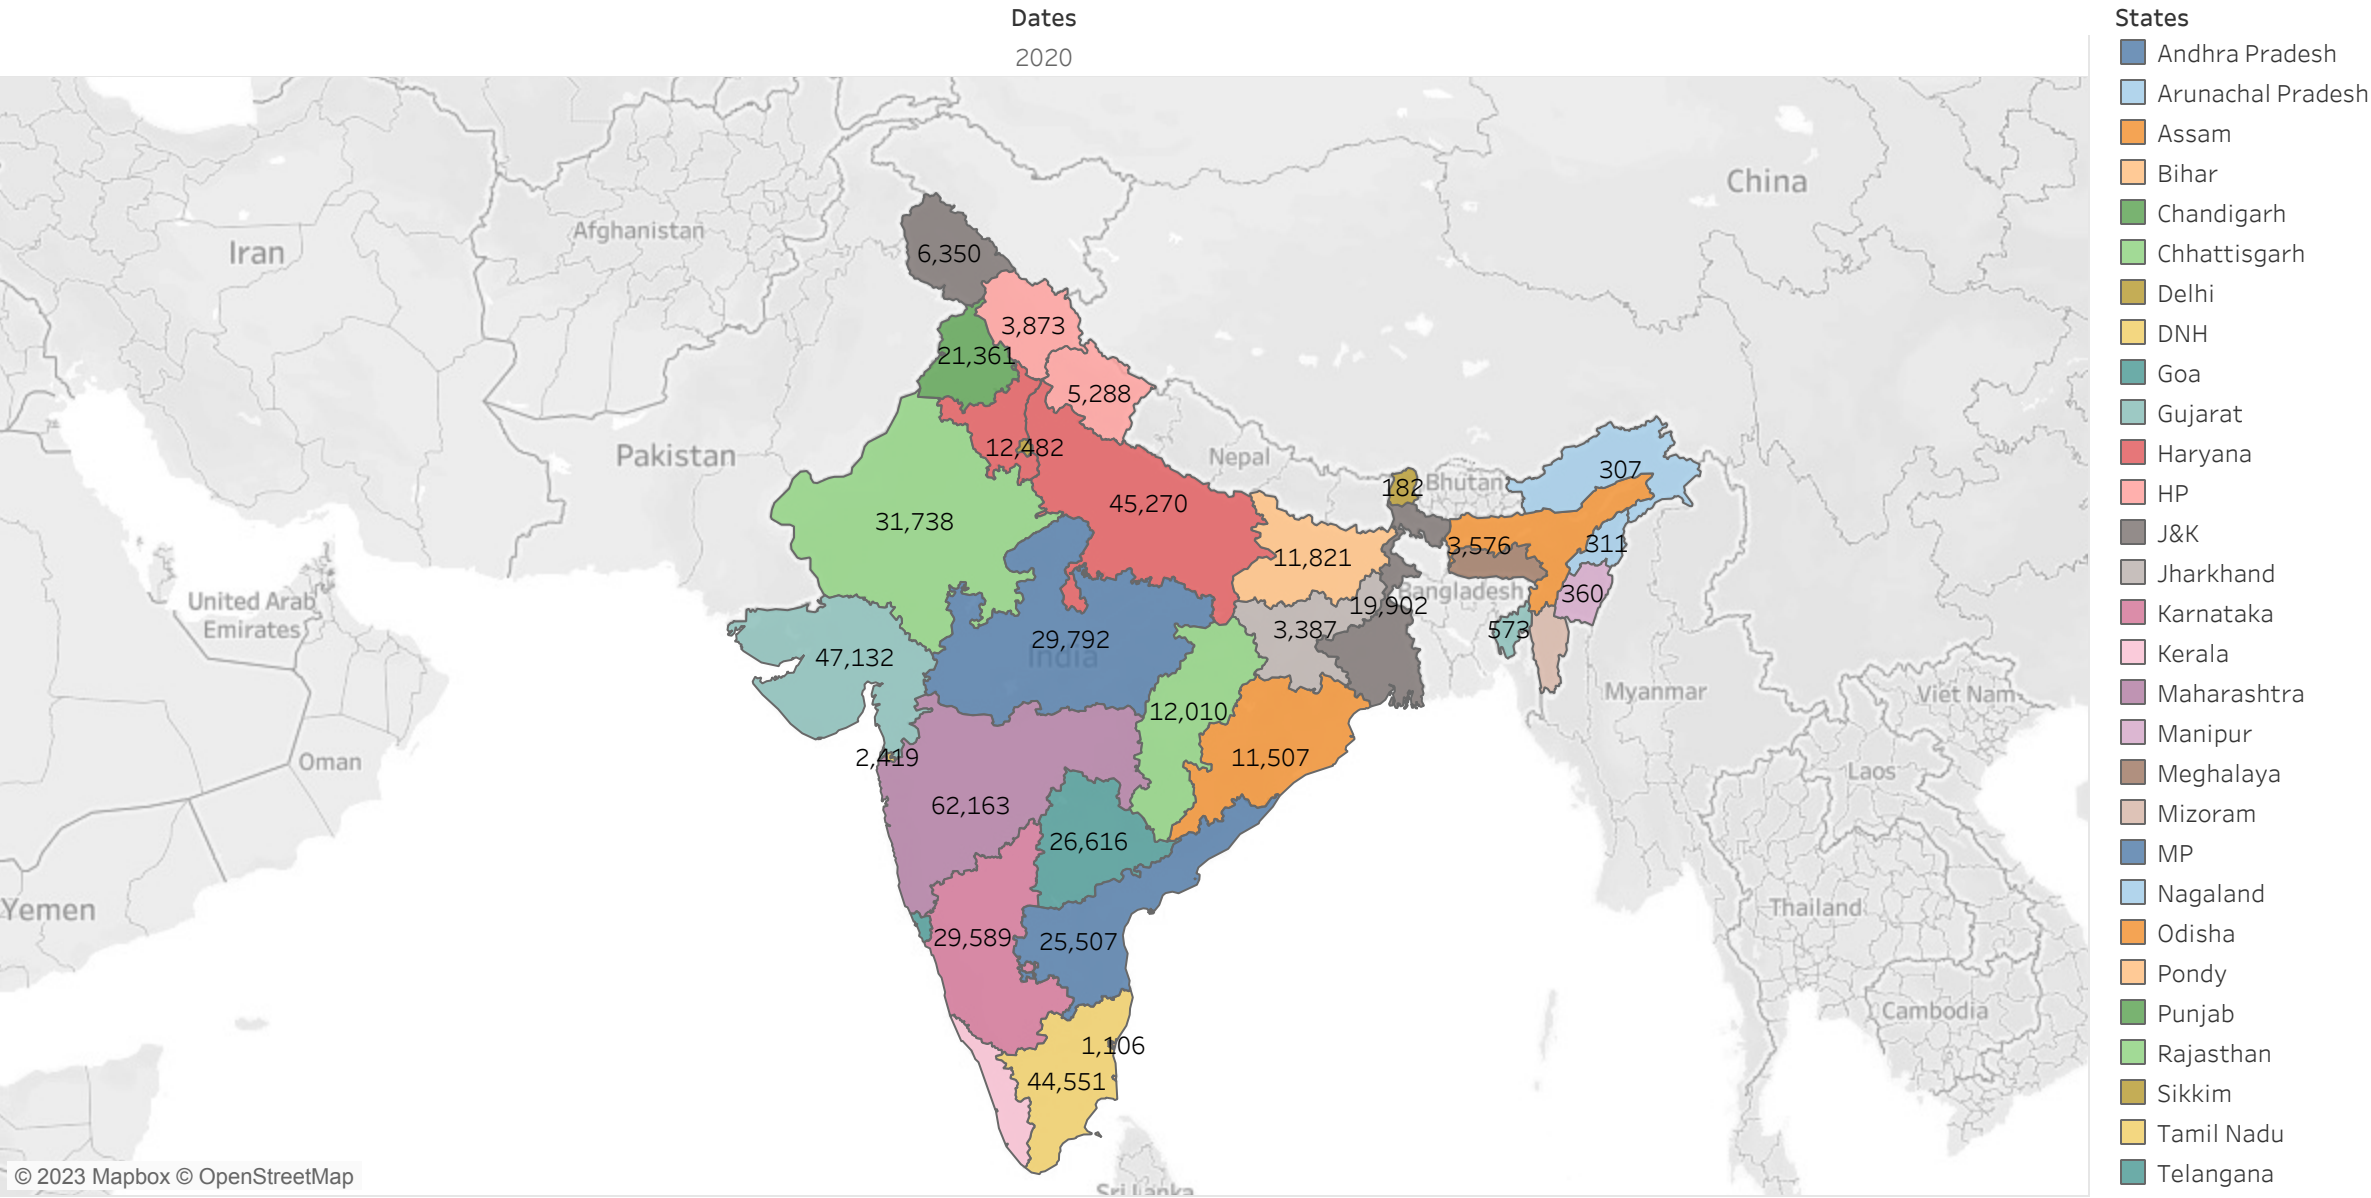 Dates
2020
States
Andhra Pradesh
Arunachal Pradesh
Assam
Bihar
Chandigarh
Chhattisgarh
Delhi
DNH
Goa
Gujarat
Haryana
HP
J&K
Jharkhand
Karnataka
Kerala
Maharashtra
Manipur
Meghalaya
Mizoram
MP
Nagaland
Odisha
Pondy
Punjab
Rajasthan
Sikkim
Tamil Nadu
Telangana
China
Afghanistan
Iran
6,350
3,873
21,361
5,288
12,482
Pakistan
Nepal
307
182
Bhutan
45,270
31,738
3,576
311
11,821
Bangladesh
360
19,902
United Arab
Emirates
3,387
573
29,792
India
47,132
Myanmar
Viet Nam
12,010
2,419
11,507
Oman
Laos
62,163
26,616
Yemen
Thailand
29,589
25,507
Cambodia
1,106
44,551
Sri Lanka
© 2023 Mapbox © OpenStreetMap